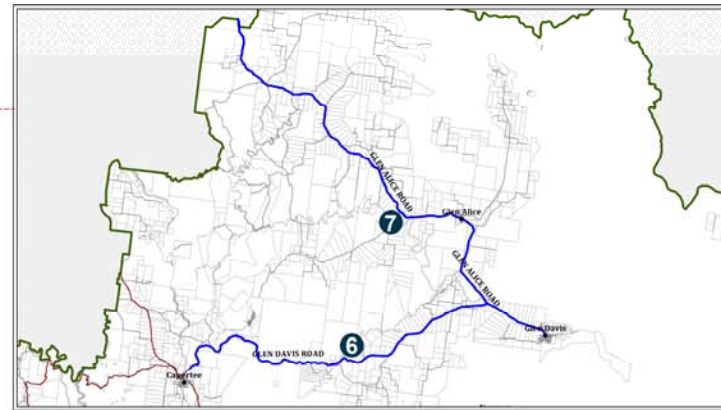 GLEN ALICE ROAD
Glen Alice
7
GLEN ALICE ROAD
Glen Davis
6
GLEN DAVIS ROAD
Capertee